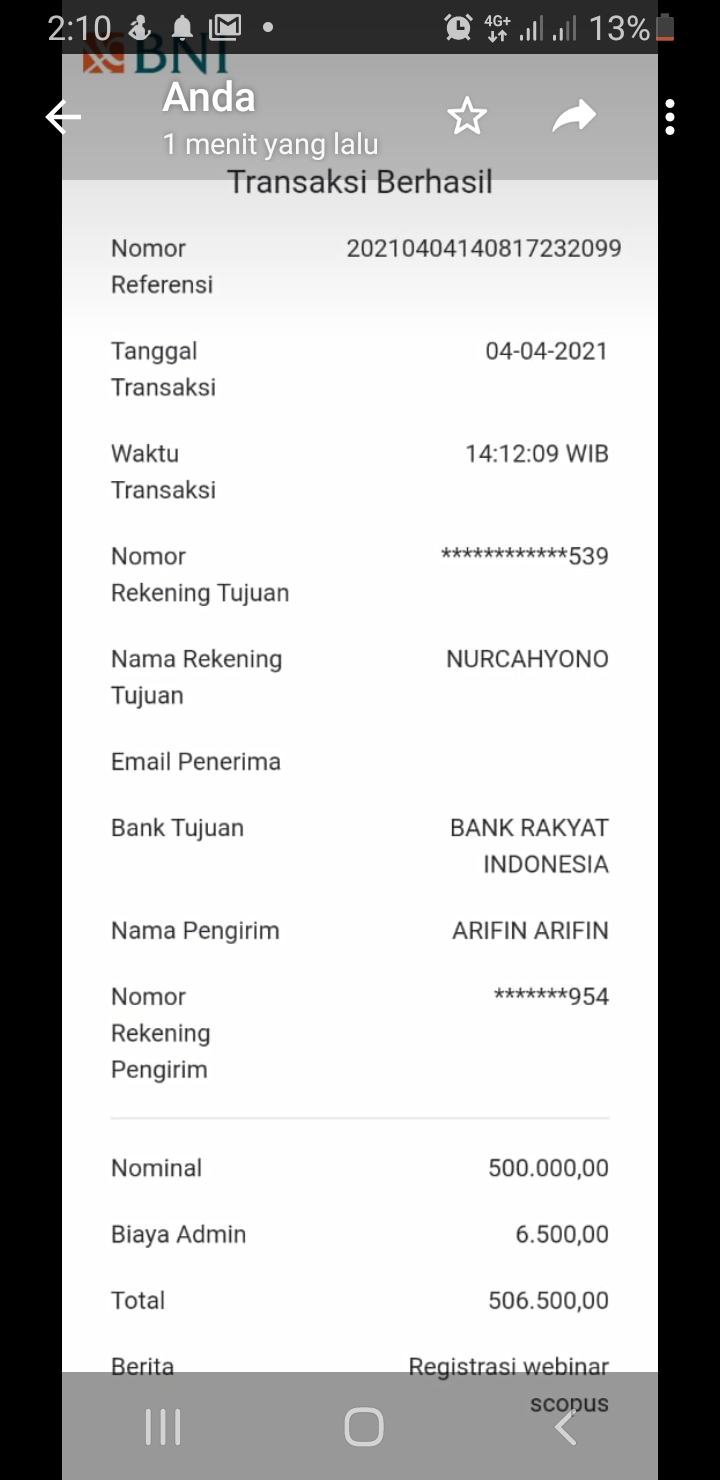 2:10 4G+ 13%
BNI
Anda
1 menit yang lalu
Transaksi Berhasil
Nomor Referensi 20210404140817232099
Tanggal Transaksi 04-04-2021
Waktu Transaksi 14:12:09 WIB
Nomor Rekening Tujuan ************539
Nama Rekening Tujuan NURCAHYONO
Email Penerima
Bank Tujuan BANK RAKYAT INDONESIA
Nama Pengirim ARIFIN ARIFIN
Nomor Rekening Pengirim *******954
Nominal 500.000,00
Biaya Admin 6.500,00
Total 506.500,00
Berita Registrasi webinar scopus